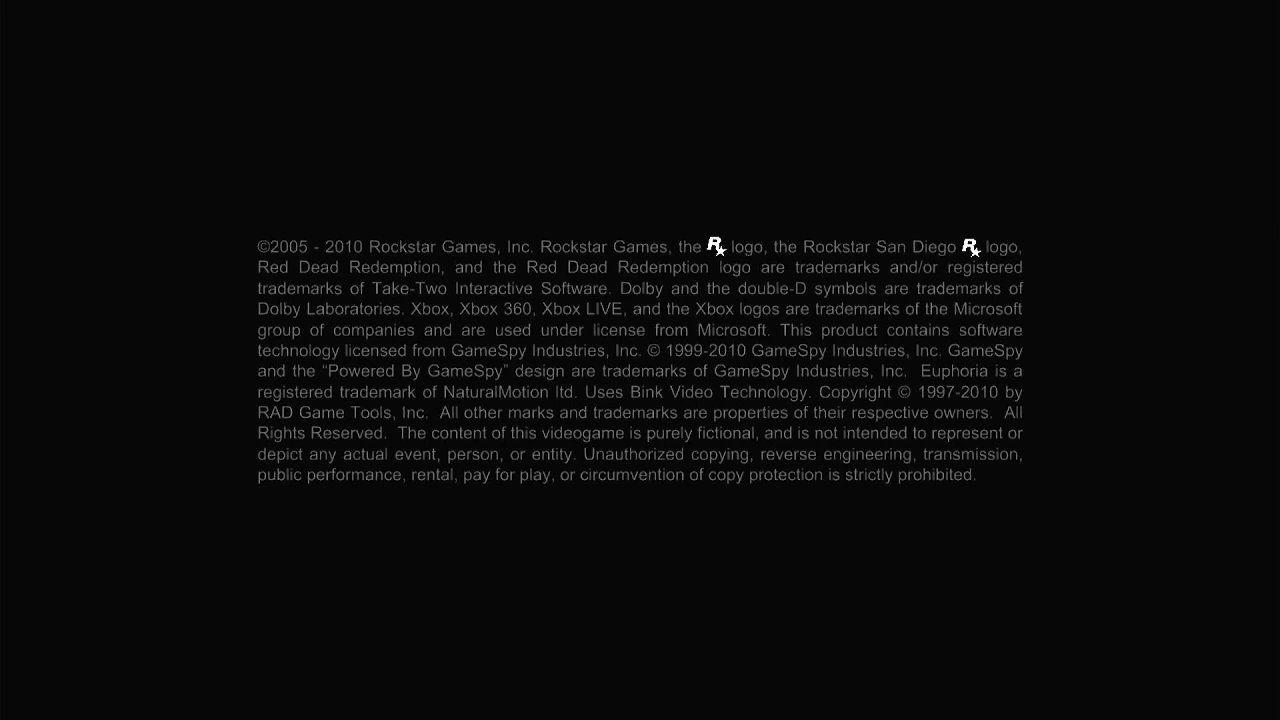 ©2005 - 2010 Rockstar Games, Inc. Rockstar Games, the R★ logo, the Rockstar San Diego R★ logo,
Red Dead Redemption, and the Red Dead Redemption logo are trademarks and/or registered
trademarks of Take-Two Interactive Software. Dolby and the double-D symbols are trademarks of
Dolby Laboratories. Xbox, Xbox 360, Xbox LIVE, and the Xbox logos are trademarks of the Microsoft
group of companies and are used under license from Microsoft. This product contains software
technology licensed from GameSpy Industries, Inc. © 1999-2010 GameSpy Industries, Inc. GameSpy
and the “Powered By GameSpy” design are trademarks of GameSpy Industries, Inc. Euphoria is a
registered trademark of NaturalMotion ltd. Uses Bink Video Technology. Copyright © 1997-2010 by
RAD Game Tools, Inc. All other marks and trademarks are properties of their respective owners. All
Rights Reserved. The content of this videogame is purely fictional, and is not intended to represent or
depict any actual event, person, or entity. Unauthorized copying, reverse engineering, transmission,
public performance, rental, pay for play, or circumvention of copy protection is strictly prohibited.